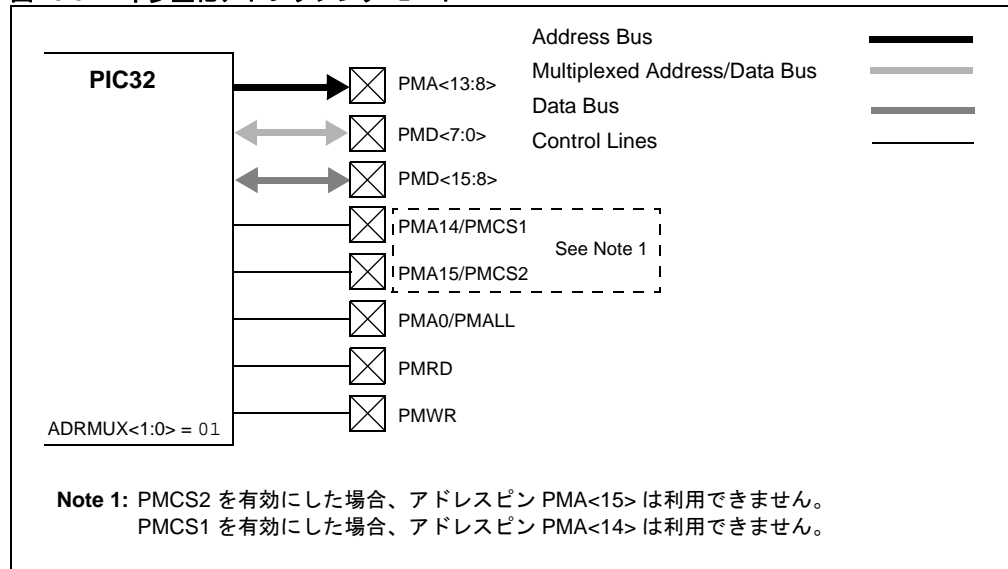 PIC32
Address Bus
Multiplexed Address/Data Bus
Data Bus
Control Lines
PMA<13:8>
PMD<7:0>
PMD<15:8>
PMA14/PMCS1
See Note 1
PMA15/PMCS2
PMA0/PMALL
PMRD
PMWR
ADRMUX<1:0> = 01
Note 1: PMCS2 を有効にした場合、アドレスピン PMA<15> は利用できません。
PMCS1 を有効にした場合、アドレスピン PMA<14> は利用できません。